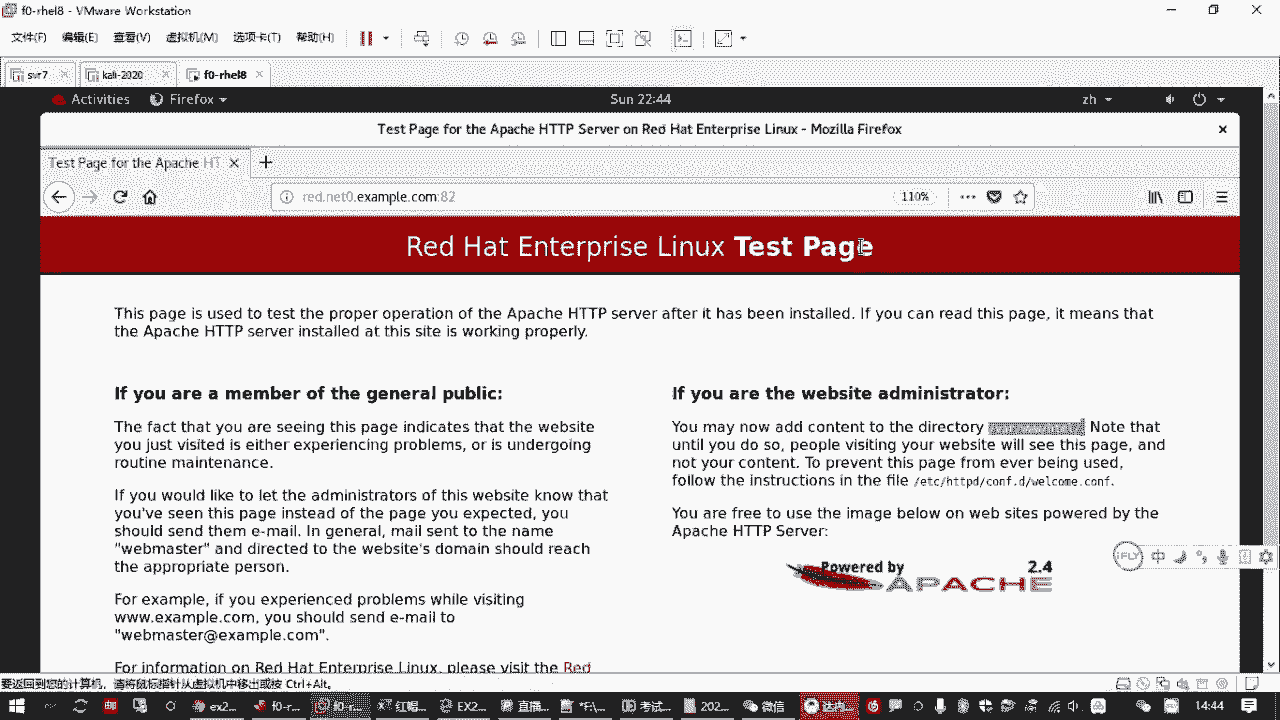 f0-rhel8 - VMware Workstation
文件(F) 编辑(E) 查看(V) 虚拟机(M) 选项卡(T) 帮助(H)
svr7 kali-2020 f0-rhel8
Activities Firefox Sun 22:44 zh
Test Page for the Apache HTTP Server on Red Hat Enterprise Linux - Mozilla Firefox
Test Page for the Apache HT
red.net0.example.com:82 110%
Red Hat Enterprise Linux Test Page
This page is used to test the proper operation of the Apache HTTP server after it has been installed. If you can read this page, it means that
the Apache HTTP server installed at this site is working properly.
If you are a member of the general public:
The fact that you are seeing this page indicates that the website
you just visited is either experiencing problems, or is undergoing
routine maintenance.
If you would like to let the administrators of this website know that
you've seen this page instead of the page you expected, you
should send them e-mail. In general, mail sent to the name
"webmaster" and directed to the website's domain should reach
the appropriate person.
For example, if you experienced problems while visiting
www.example.com, you should send e-mail to
"webmaster@example.com".
For information on Red Hat Enterprise Linux, please visit the Red
If you are the website administrator:
You may now add content to the directory Note that
until you do so, people visiting your website will see this page, and
not your content. To prevent this page from ever being used,
follow the instructions in the file /etc/httpd/conf.d/welcome.conf.
You are free to use the image below on web sites powered by the
Apache HTTP Server:
Powered by 2.4
APACHE
iFLY 中
要返回到您的计算机，请将鼠标指针从虚拟机中移出或按 Ctrl+Alt。
ex2... f0-r... 红帽... EX2... 直播... *F\... 考试... 202... 微信 14:44